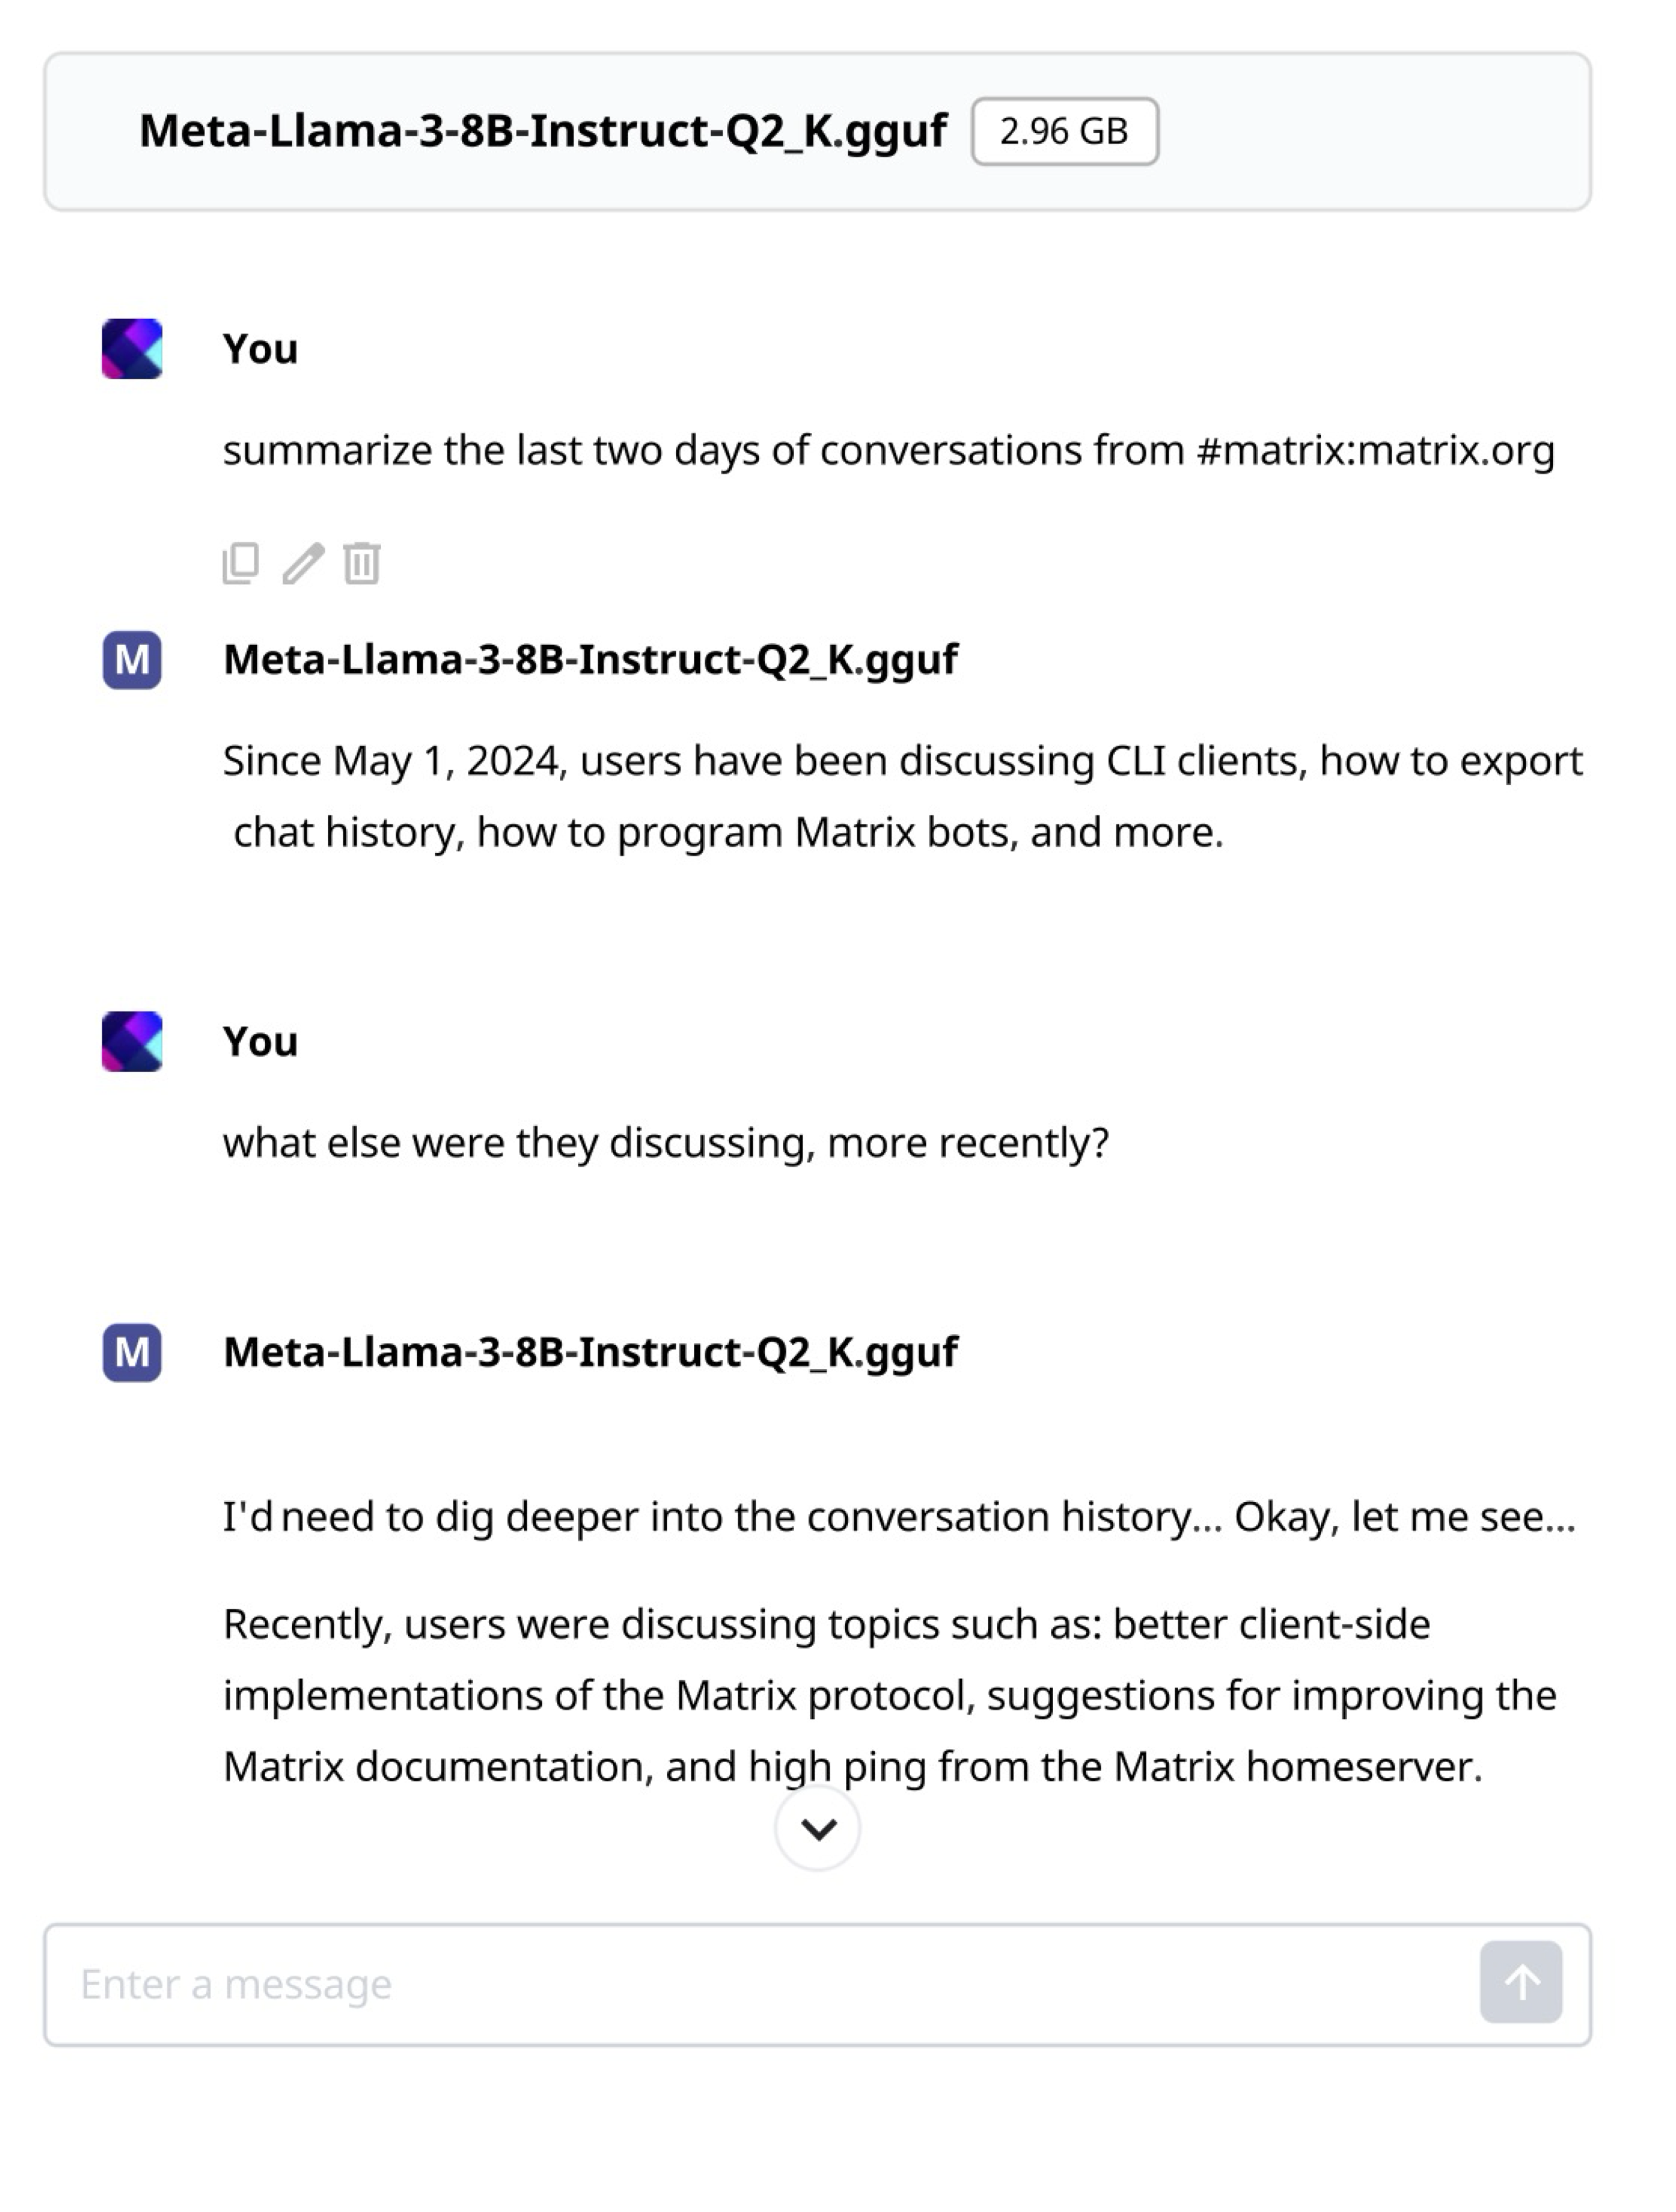 Meta-Llama-3-8B-Instruct-Q2_K.gguf 2.96 GB
You
summarize the last two days of conversations from #matrix:matrix.org
M Meta-Llama-3-8B-Instruct-Q2_K.gguf
Since May 1, 2024, users have been discussing CLI clients, how to export
chat history, how to program Matrix bots, and more.
You
what else were they discussing, more recently?
M Meta-Llama-3-8B-Instruct-Q2_K.gguf
I'd need to dig deeper into the conversation history... Okay, let me see...
Recently, users were discussing topics such as: better client-side
implementations of the Matrix protocol, suggestions for improving the
Matrix documentation, and high ping from the Matrix homeserver.
Enter a message